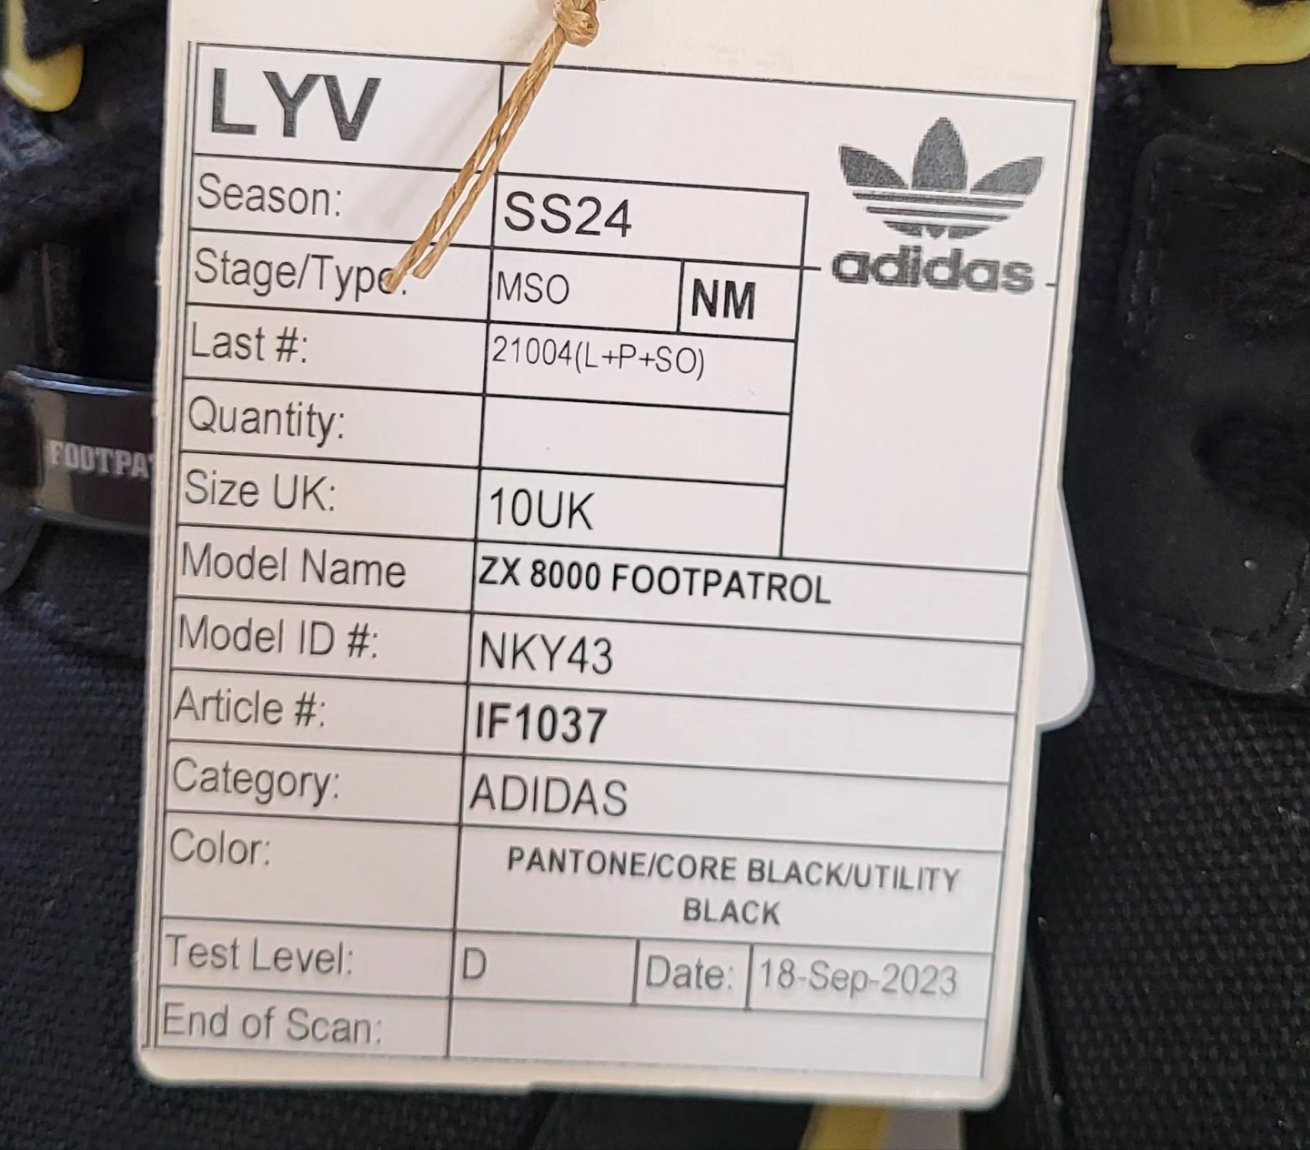 LYV
adidas
Season: SS24
Stage/Type: MSO NM
Last #: 21004(L+P+SO)
Quantity:
Size UK: 10UK
Model Name ZX 8000 FOOTPATROL
Model ID #: NKY43
Article #: IF1037
Category: ADIDAS
Color: PANTONE/CORE BLACK/UTILITY
BLACK
Test Level: D Date: 18-Sep-2023
End of Scan:
FOOTPAT